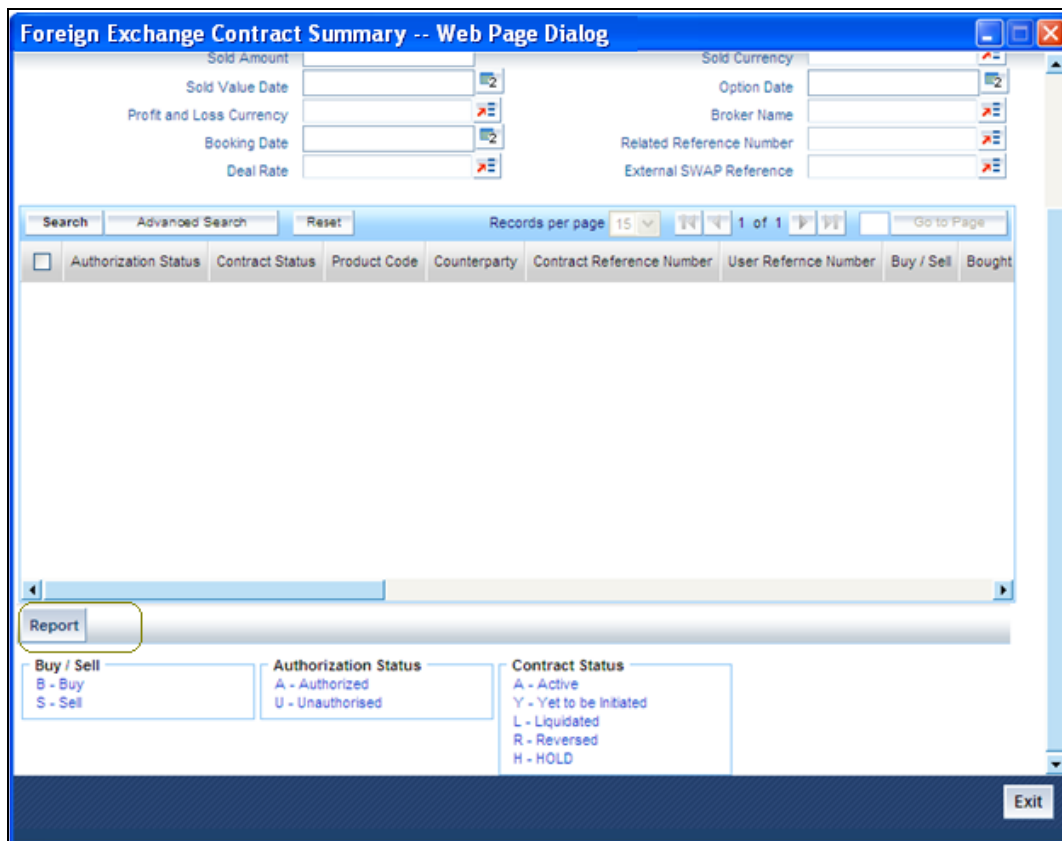 Foreign Exchange Contract Summary -- Web Page Dialog
Sold Amount Sold Currency
Sold Value Date 2 Option Date 2
Profit and Loss Currency Broker Name
Booking Date 2 Related Reference Number
Deal Rate External SWAP Reference
Search Advanced Search Reset Records per page 15 1 of 1 Go to Page
Authorization Status Contract Status Product Code Counterparty Contract Reference Number User Refernce Number Buy / Sell Bought
Report
Buy / Sell Authorization Status Contract Status
B - Buy A - Authorized A - Active
S - Sell U - Unauthorised Y - Yet to be Initiated
L - Liquidated
R - Reversed
H - HOLD
Exit